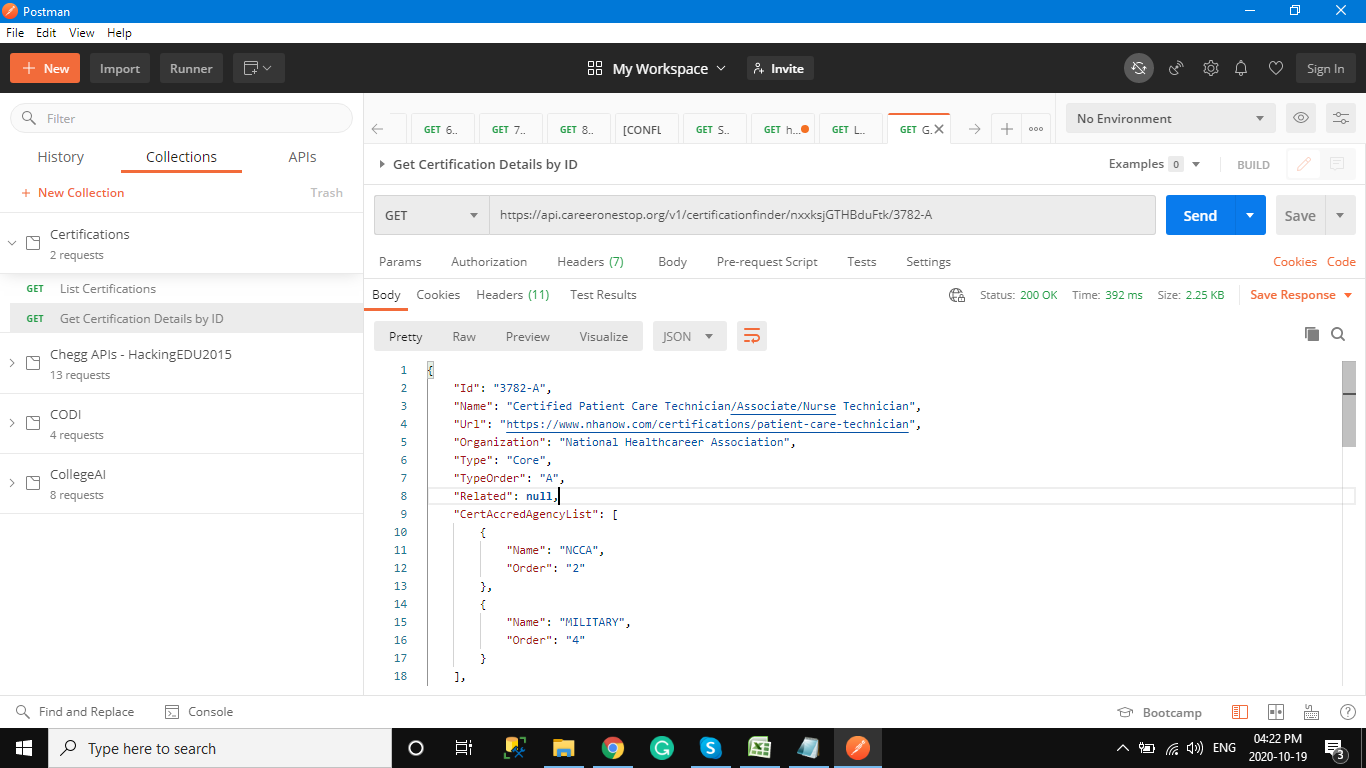 Postman
File Edit View Help
New Import Runner My Workspace Invite Sign In
Filter
History Collections APIs
New Collection Trash
Certifications
2 requests
GET List Certifications
GET Get Certification Details by ID
Chegg APIs - HackingEDU2015
13 requests
CODI
4 requests
CollegeAI
8 requests
GET 6.. GET 7.. GET 8.. [CONFL GET S.. GET h... GET L.. GET G. No Environment
Get Certification Details by ID Examples 0 BUILD
GET https://api.careeronestop.org/v1/certificationfinder/nxxksjGTHBduFtk/3782-A Send Save
Params Authorization Headers (7) Body Pre-request Script Tests Settings Cookies Code
Body Cookies Headers (11) Test Results Status: 200 OK Time: 392 ms Size: 2.25 KB Save Response
Pretty Raw Preview Visualize JSON
1 {
2 "Id": "3782-A",
3 "Name": "Certified Patient Care Technician/Associate/Nurse Technician",
4 "Url": "https://www.nhanow.com/certifications/patient-care-technician",
5 "Organization": "National Healthcareer Association",
6 "Type": "Core",
7 "TypeOrder": "A",
8 "Related": null,
9 "CertAccredAgencyList": [
10 {
11 "Name": "NCCA",
12 "Order": "2"
13 },
14 {
15 "Name": "MILITARY",
16 "Order": "4"
17 }
18 ],
Find and Replace Console Bootcamp
Type here to search ENG 04:22 PM
2020-10-19 3